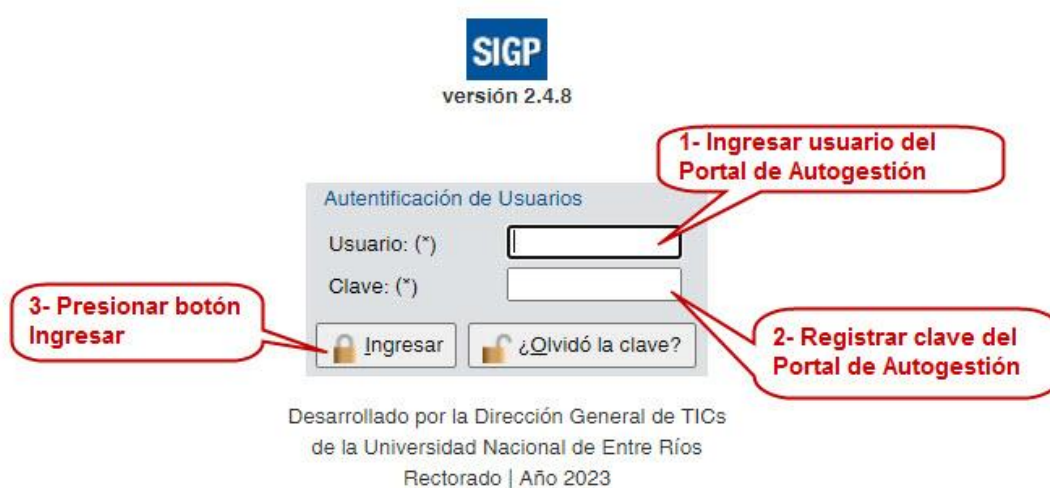 SIGP
versión 2.4.8
1- Ingresar usuario del
Portal de Autogestión
Autentificación de Usuarios
Usuario: (*)
Clave: (*)
3- Presionar botón
Ingresar
Ingresar
¿Olvidó la clave?
2- Registrar clave del
Portal de Autogestión
Desarrollado por la Dirección General de TICs
de la Universidad Nacional de Entre Ríos
Rectorado | Año 2023